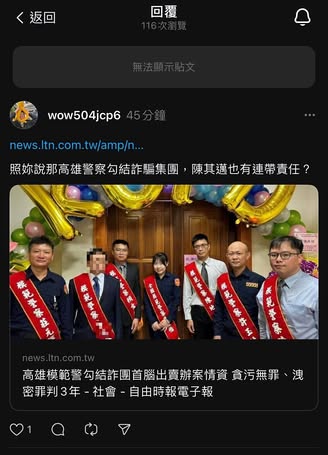 返回
回覆
116次瀏覽
無法顯示貼文
wow504jcp6 45分鐘
news.ltn.com.tw/amp/n...
照妳說那高雄警察勾結詐騙集團，陳其邁也有連帶責任？
模範警察
模範警察
模範警察
模範警察
news.ltn.com.tw
高雄模範警勾結詐團首腦出賣辦案情資 貪污無罪、洩
密罪判3年 - 社會 - 自由時報電子報
1